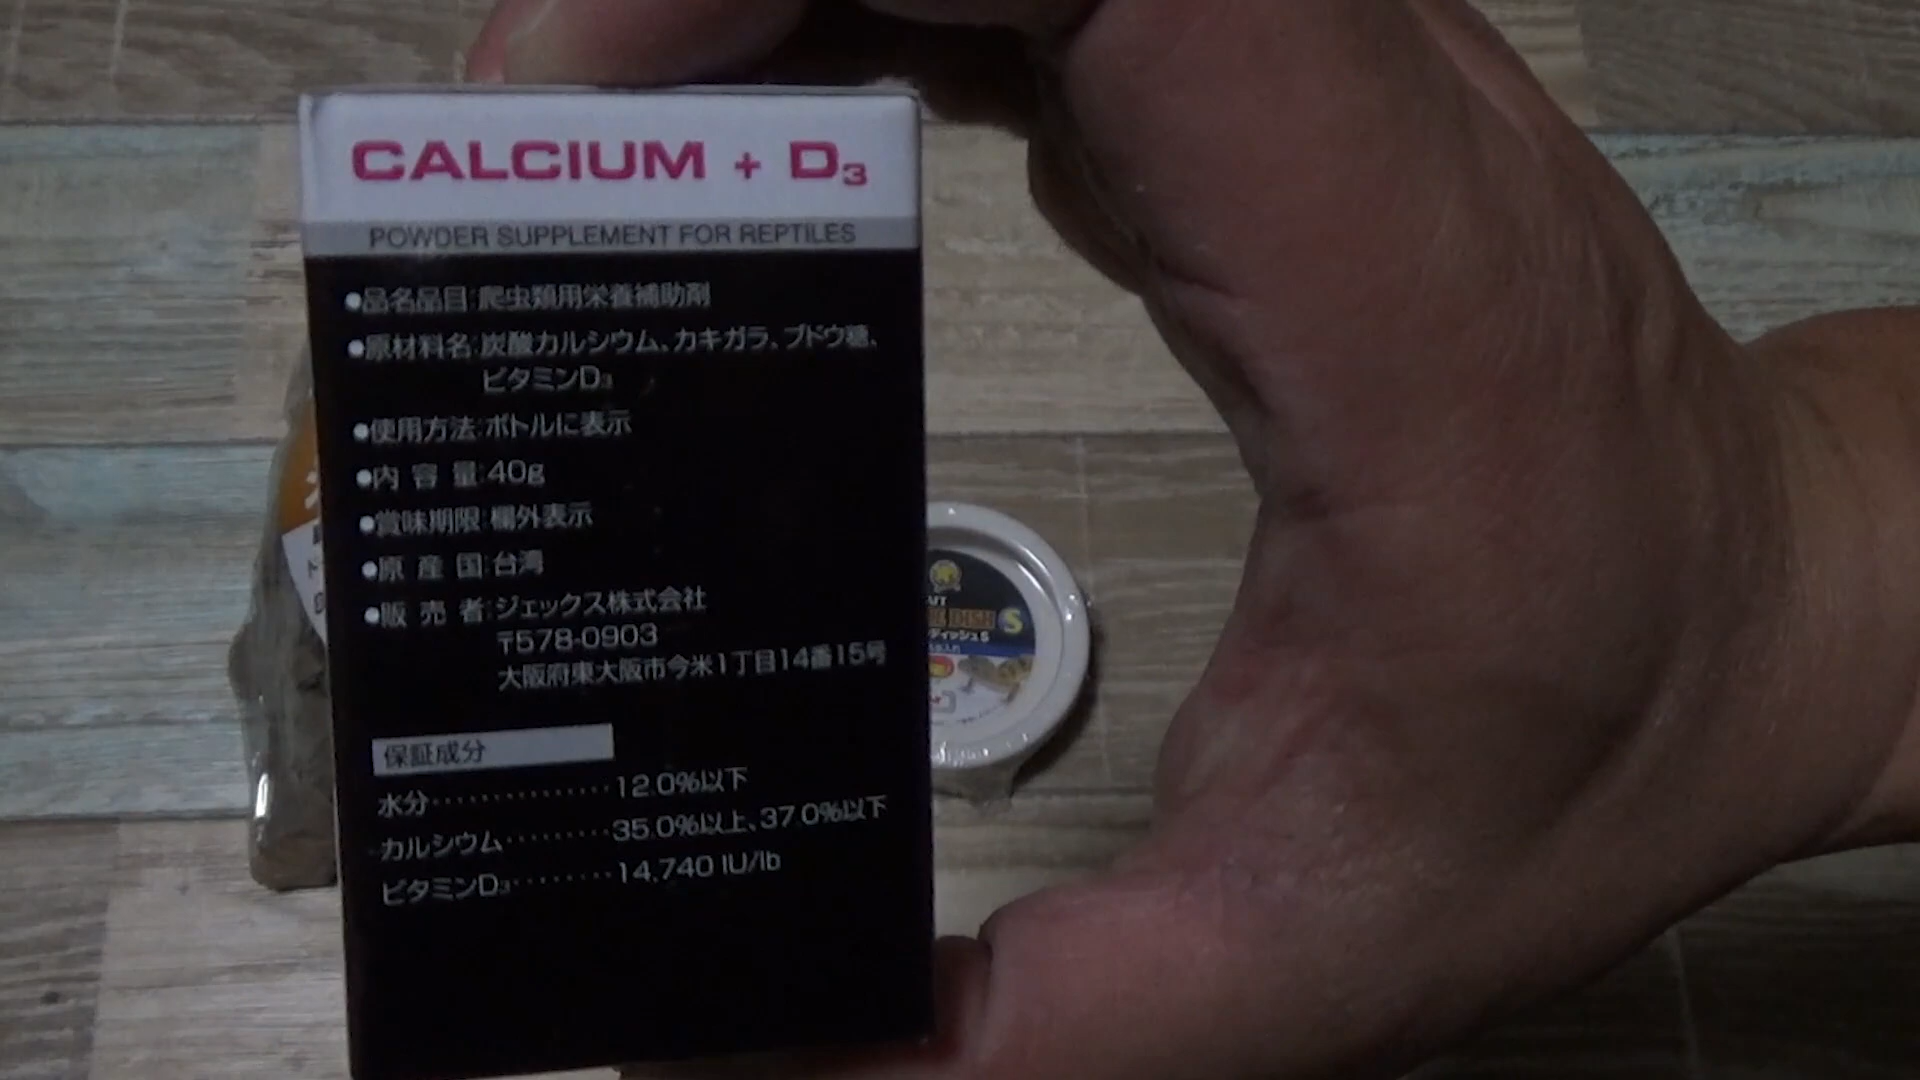 CALCIUM + D₃
POWDER SUPPLEMENT FOR REPTILES
●品名品目:爬虫類用栄養補助剤
●原材料名:炭酸カルシウム、カキガラ、ブドウ糖、
ビタミンD₃
●使用方法:ボトルに表示
●内 容 量:40g
●賞味期限:欄外表示
●原 産 国:台湾
●販 売 者:ジェックス株式会社
〒578-0903
大阪府東大阪市今米1丁目14番15号
保証成分
水分・・・・・・・・・・・・・・・・12.0%以下
カルシウム・・・・・・・・・35.0%以上、37.0%以下
ビタミンD₃・・・・・・・・14,740 IU/lb
DISH S
ディッシュS